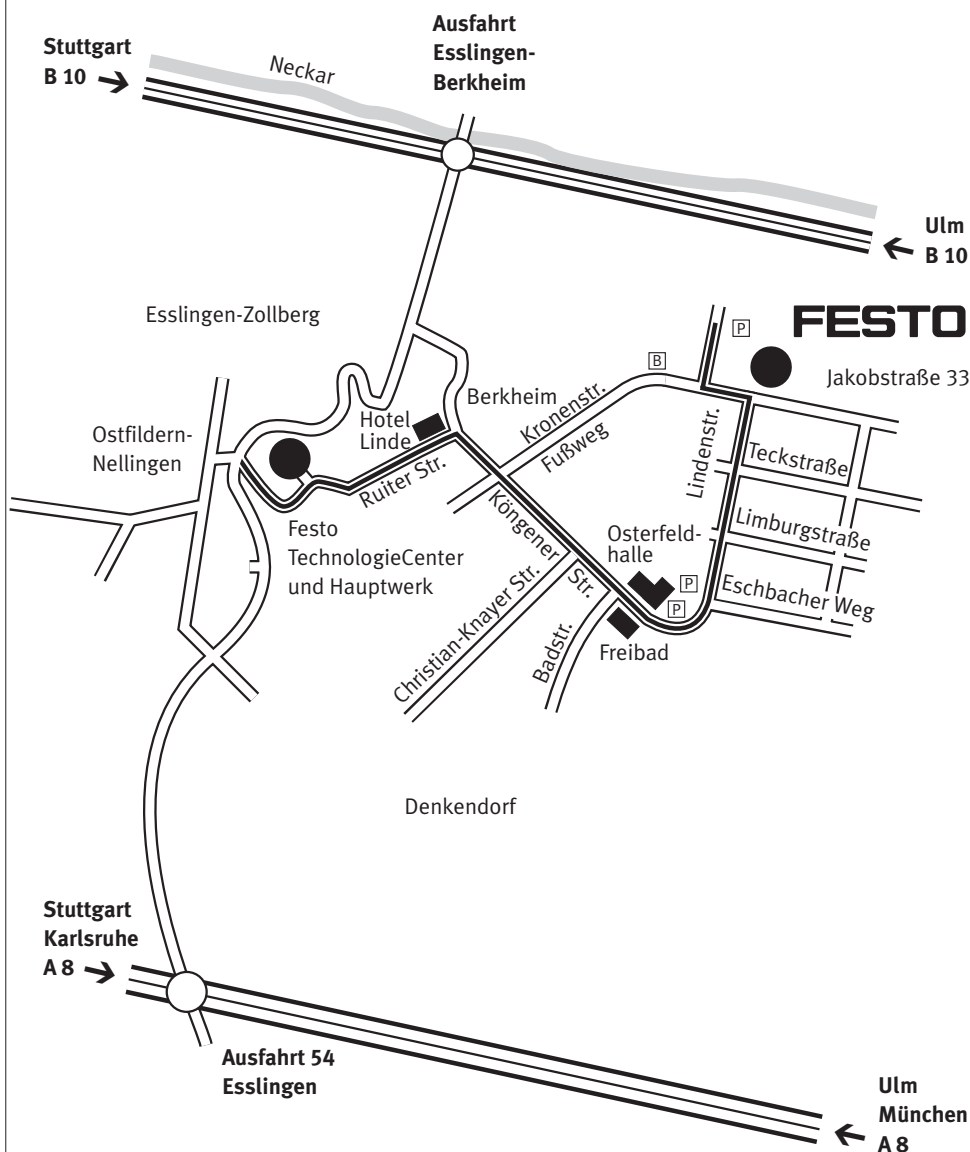 Stuttgart
B 10
Neckar
Ausfahrt
Esslingen-
Berkheim
Ulm
B 10
Esslingen-Zollberg
P
FESTO
Jakobstraße 33
B
Berkheim
Kronenstr.
Fußweg
Hotel
Linde
Ostfildern-
Nellingen
Lindenstr.
Teckstraße
Ruiter Str.
Köngener
Str.
Osterfeld-
halle
Limburgstraße
Festo
TechnologieCenter
und Hauptwerk
P
P
Eschbacher Weg
Christian-Knayer Str.
Badstr.
Freibad
Denkendorf
Stuttgart
Karlsruhe
A 8
Ausfahrt 54
Esslingen
Ulm
München
A 8